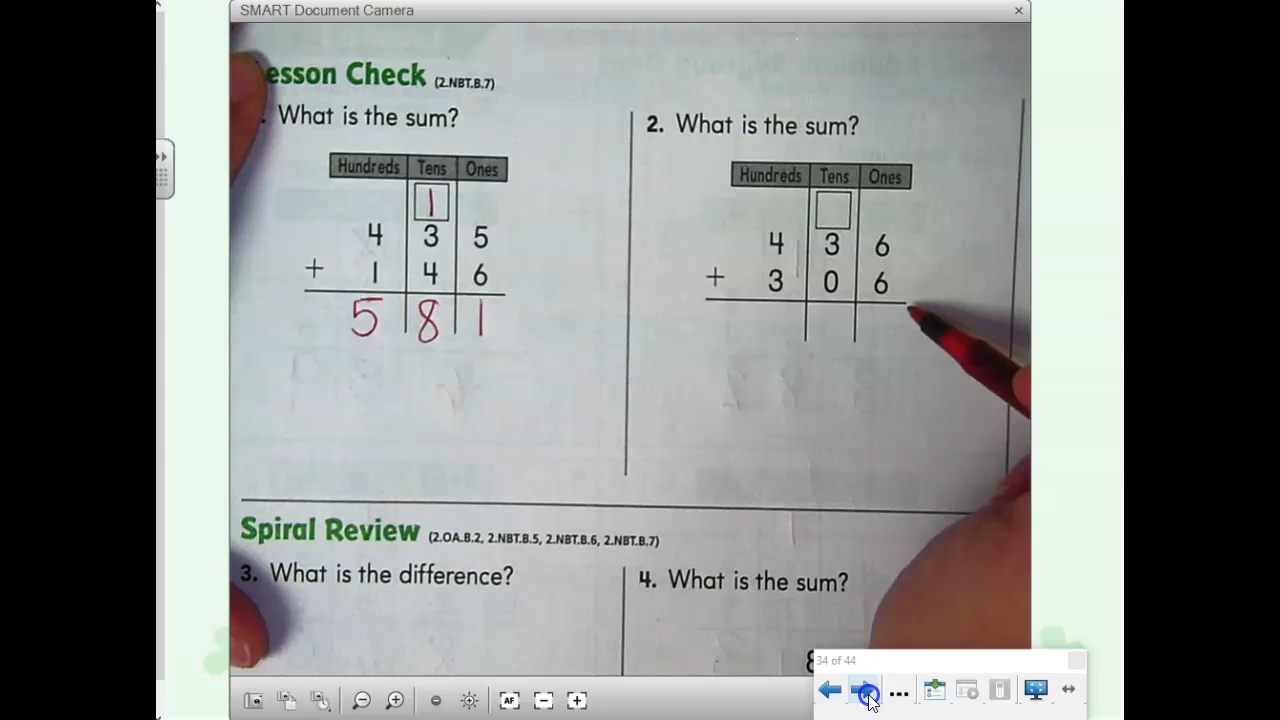 SMART Document Camera
esson Check (2.NBT.B.7)
. What is the sum?
Hundreds Tens Ones
1
4 3 5
+ 1 4 6
5 8 1
2. What is the sum?
Hundreds Tens Ones
4 3 6
+ 3 0 6
Spiral Review (2.OA.B.2, 2.NBT.B.5, 2.NBT.B.6, 2.NBT.B.7)
3. What is the difference?
4. What is the sum?
8
34 of 44
AF